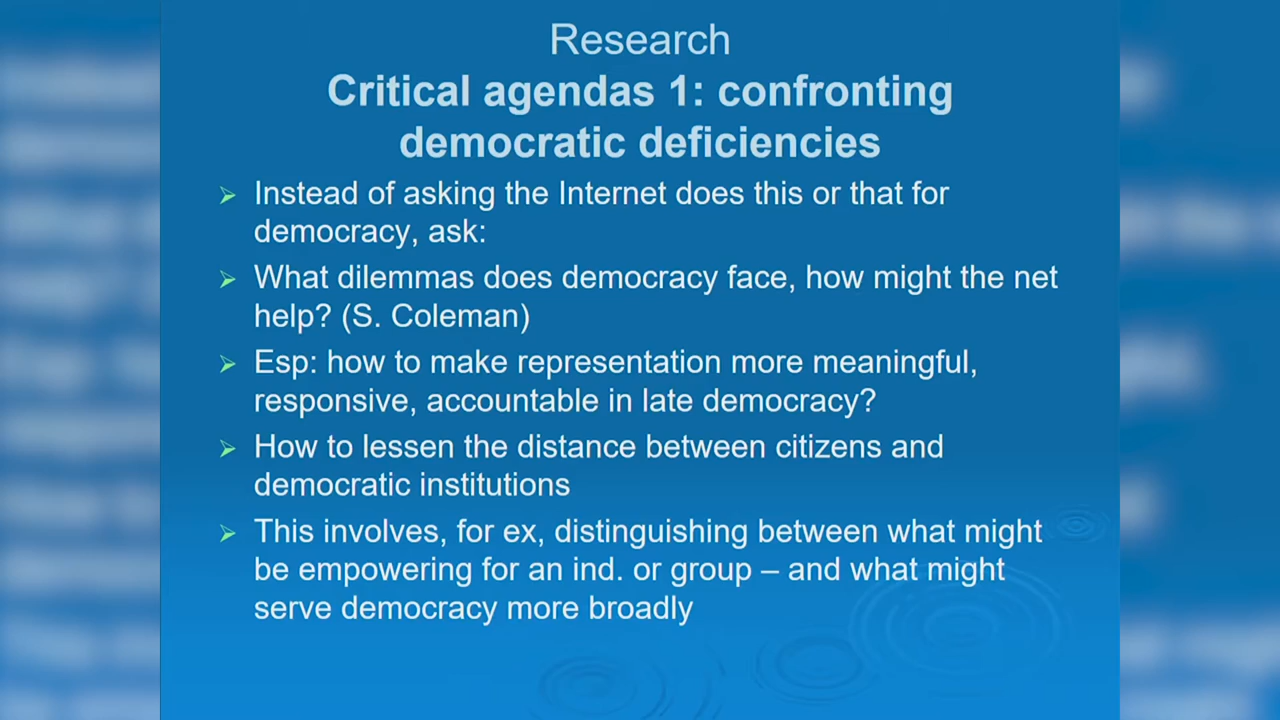 Research
Critical agendas 1: confronting
democratic deficiencies
Instead of asking the Internet does this or that for
democracy, ask:
What dilemmas does democracy face, how might the net
help? (S. Coleman)
Esp: how to make representation more meaningful,
responsive, accountable in late democracy?
How to lessen the distance between citizens and
democratic institutions
This involves, for ex, distinguishing between what might
be empowering for an ind. or group – and what might
serve democracy more broadly